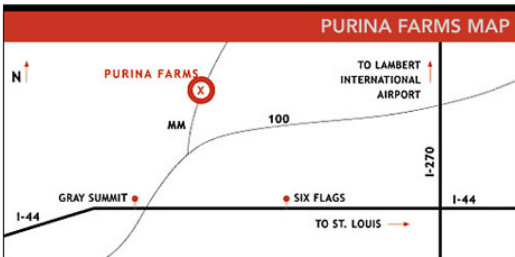 PURINA FARMS MAP
N
PURINA FARMS
X
TO LAMBERT
INTERNATIONAL
AIRPORT
MM
100
I-270
GRAY SUMMIT
SIX FLAGS
I-44
I-44
TO ST. LOUIS